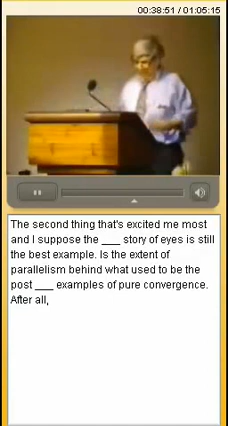 00:38:51 / 01:05:15
The second thing that's excited me most
and I suppose the ___ story of eyes is still
the best example. Is the extent of
parallelism behind what used to be the
post ___ examples of pure convergence.
After all,